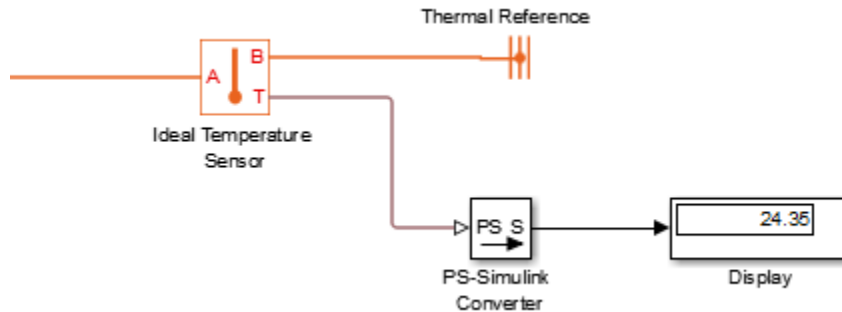 Thermal Reference
A
B
T
Ideal Temperature
Sensor
PS S
24.35
PS-Simulink
Converter
Display